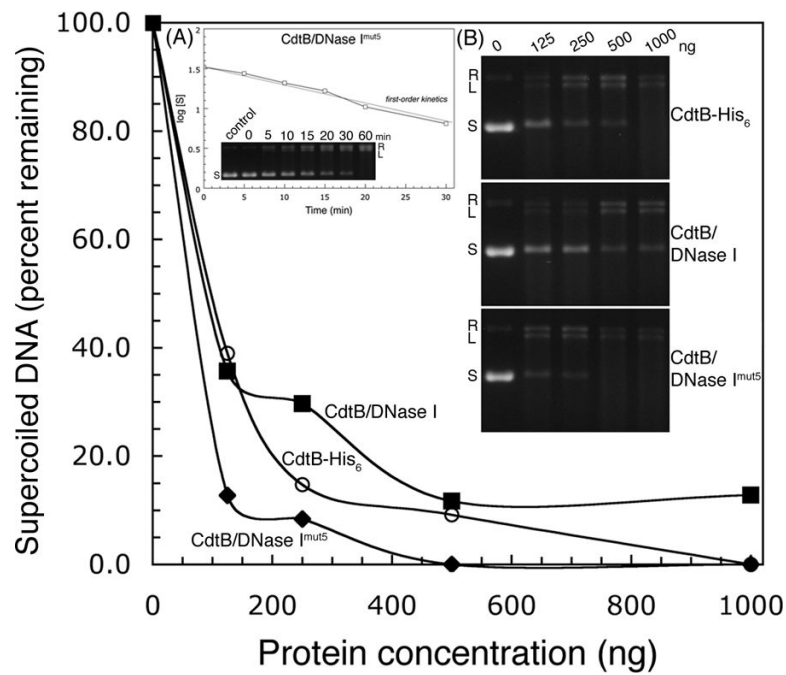 100.0
80.0
60.0
40.0
20.0
0.0
Supercoiled DNA (percent remaining)
0 200 400 600 800 1000
Protein concentration (ng)
CdtB/DNase I
CdtB-His6
CdtB/DNase Imut5
(A) CdtB/DNase Imut5
2
1.5
1
0.5
0
log [S]
first-order kinetics
control 0 5 10 15 20 30 60 min
R
L
S
5 10 15 20 25 30
Time (min)
(B)
0 125 250 500 1000
ng
R
L
S
CdtB-His6
R
L
S
CdtB/
DNase I
R
L
S
CdtB/
DNase Imut5